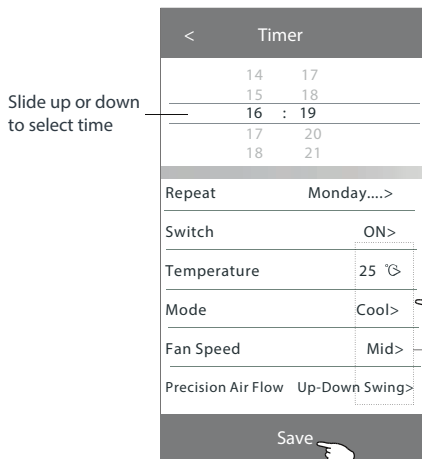 < Timer
14 17
15 18
Slide up or down
to select time
16 : 19
17 20
18 21
Repeat Monday....>
Switch ON>
Temperature 25 ℃>
Mode Cool>
Fan Speed Mid>
Precision Air Flow Up-Down Swing>
Save